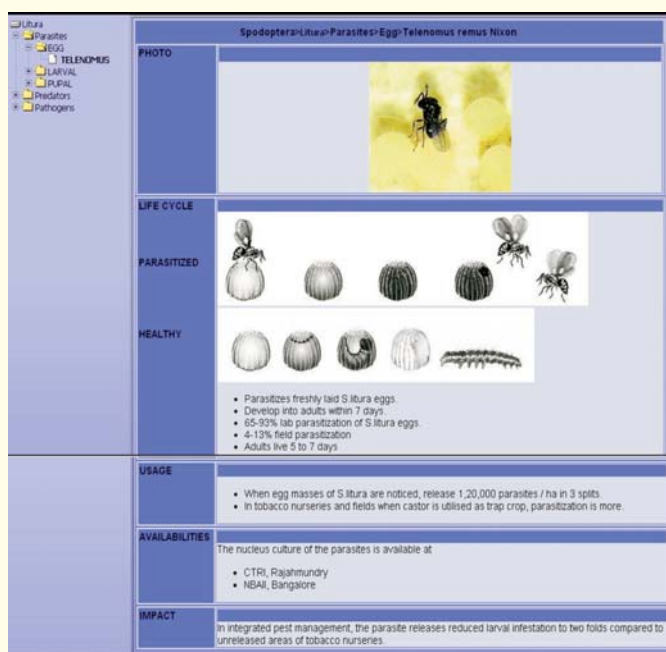 Litura
Parasites
EGG
TELENOMUS
LARVAL
PUPAL
Predators
Pathogens
Spodoptera>Litura>Parasites>Egg>Telenomus remus Nixon
PHOTO
LIFE CYCLE
PARASITIZED
HEALTHY
• Parasitizes freshly laid S.litura eggs.
• Develop into adults within 7 days.
• 65-93% lab parasitization of S.litura eggs.
• 4-13% field parasitization
• Adults live 5 to 7 days
USAGE
• When egg masses of S.litura are noticed, release 1,20,000 parasites / ha in 3 splits.
• In tobacco nurseries and fields when castor is utilised as trap crop, parasitization is more.
AVAILABILITIES
The nucleus culture of the parasites is available at
• CTRI, Rajahmundry
• NBAII, Bangalore
IMPACT
In integrated pest management, the parasite releases reduced larval infestation to two folds compared to
unreleased areas of tobacco nurseries.